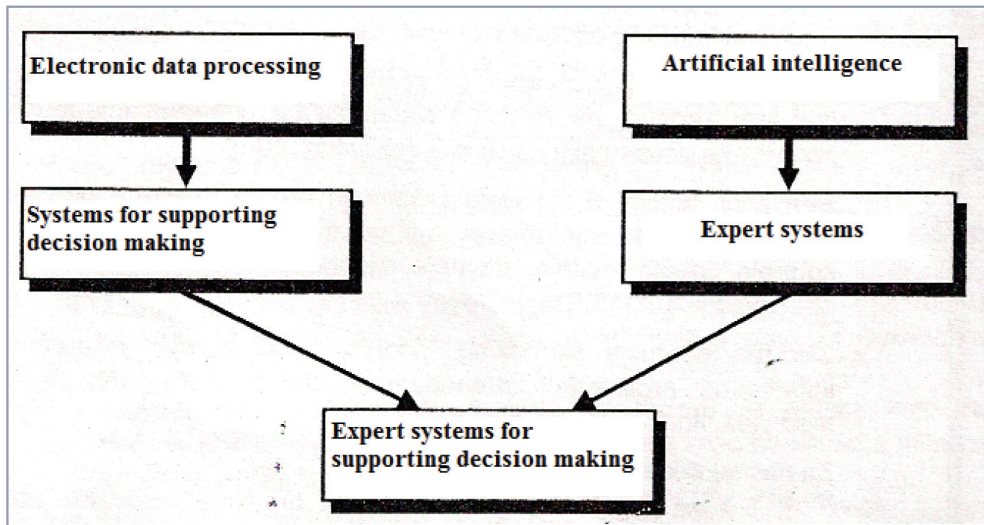 Electronic data processing
Artificial intelligence
Systems for supporting
decision making
Expert systems
Expert systems for
supporting decision making